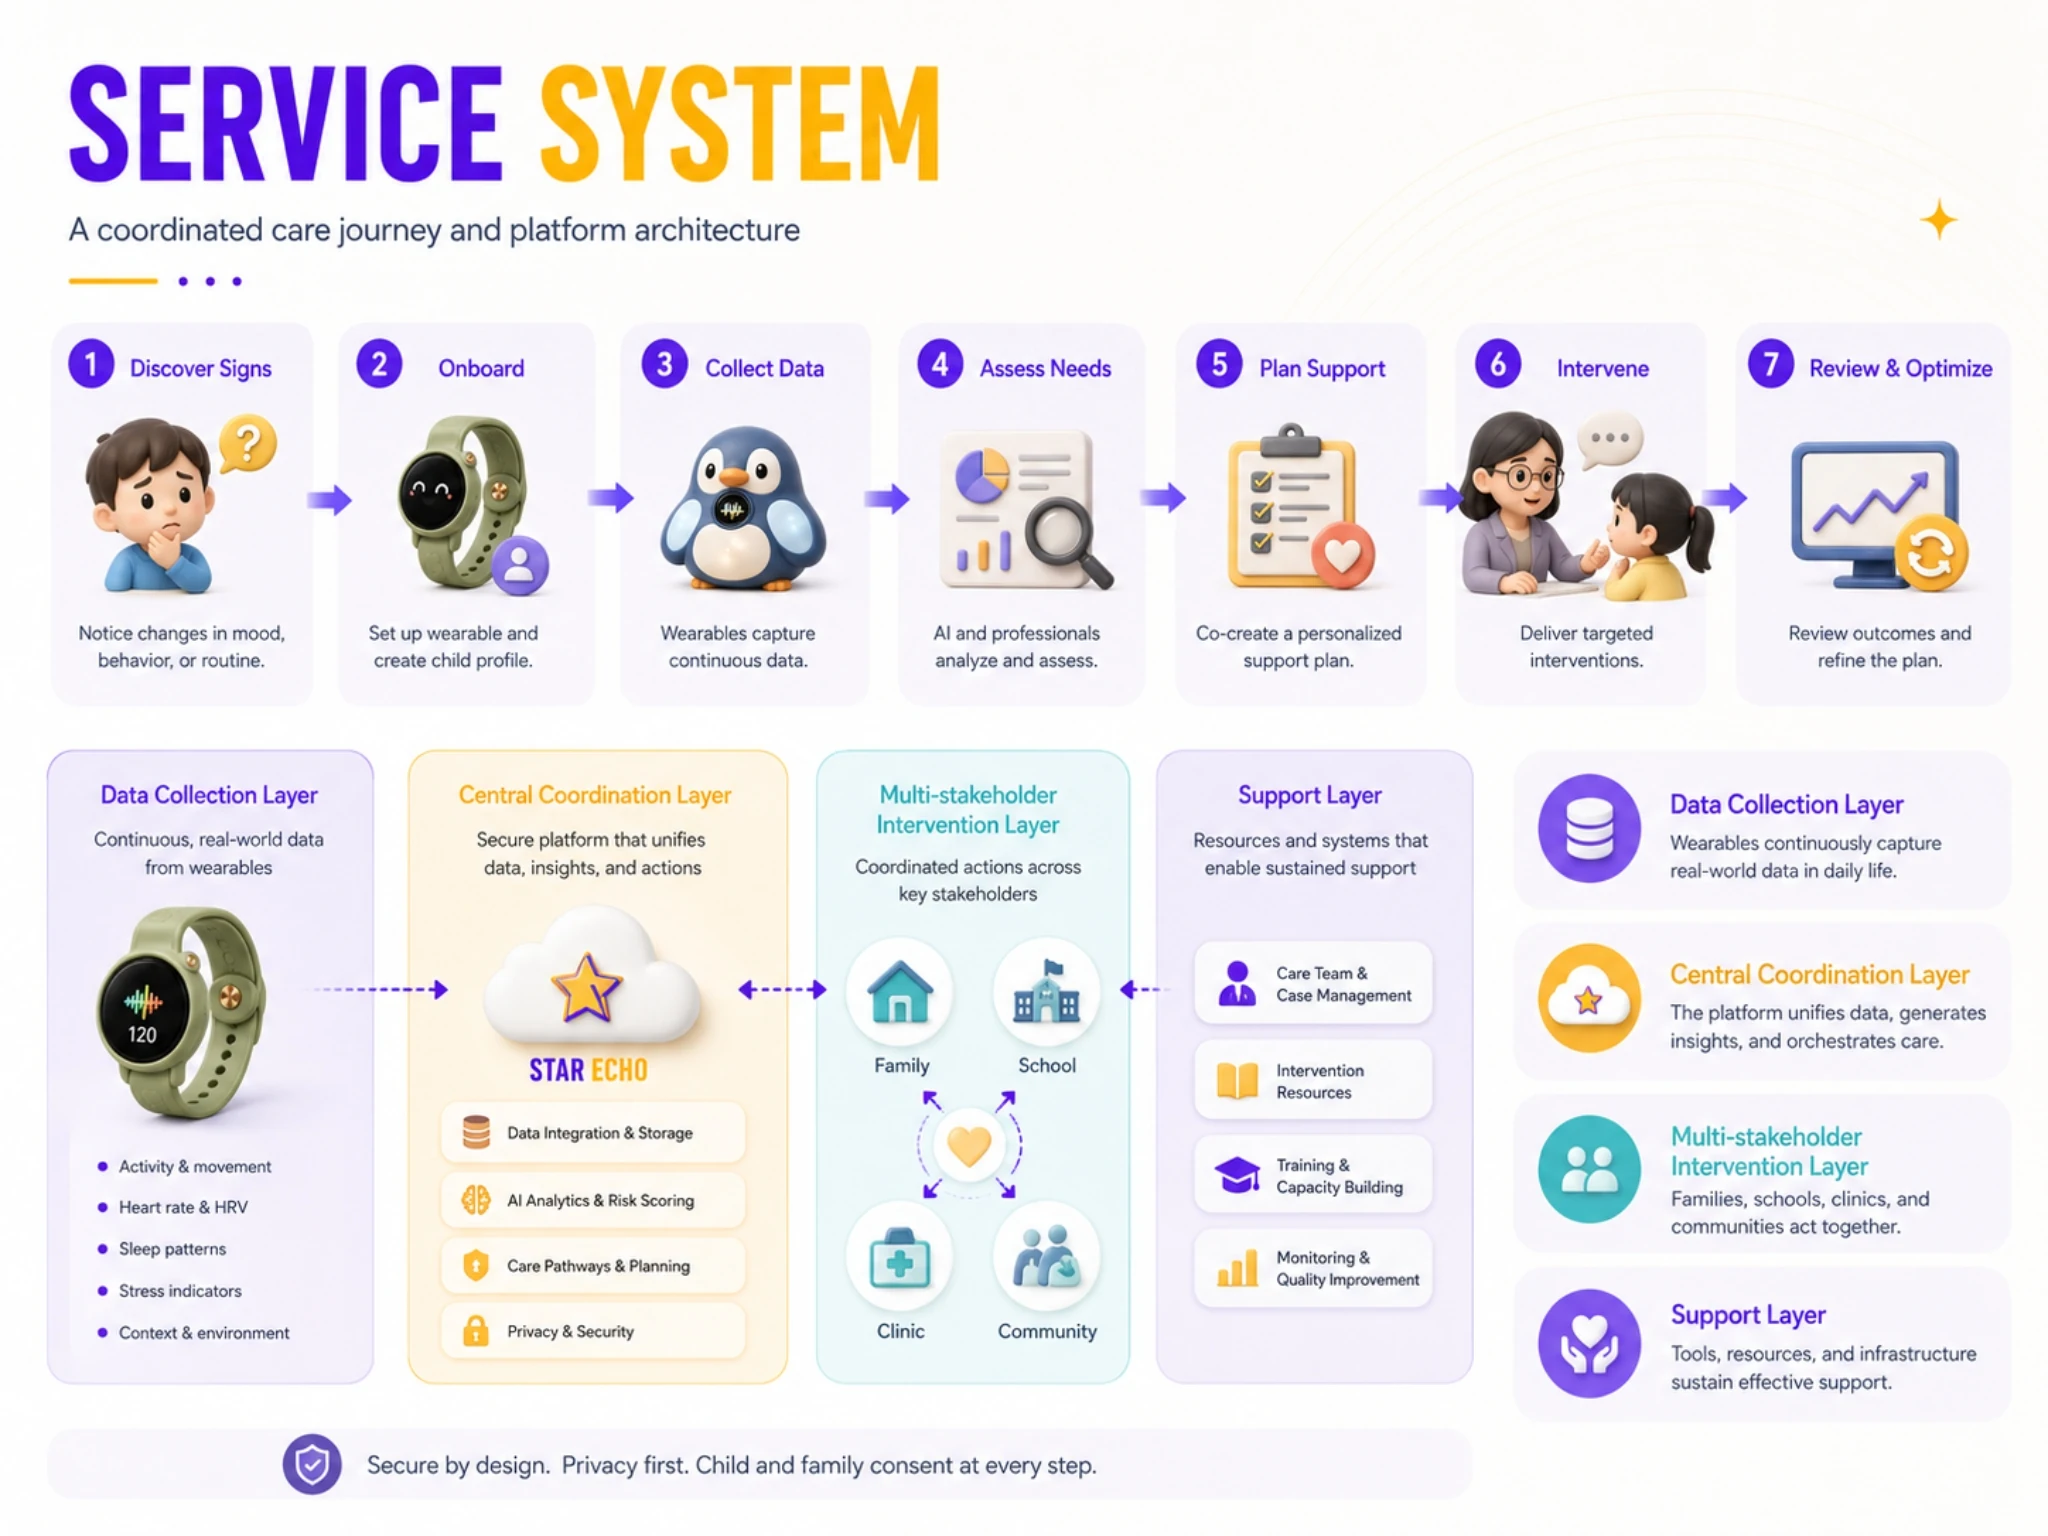 SERVICE SYSTEM
A coordinated care journey and platform architecture
1 Discover Signs
?
Notice changes in mood,
behavior, or routine.
2 Onboard
Set up wearable and
create child profile.
3 Collect Data
Wearables capture
continuous data.
4 Assess Needs
AI and professionals
analyze and assess.
5 Plan Support
Co-create a personalized
support plan.
6 Intervene
Deliver targeted
interventions.
7 Review & Optimize
Review outcomes and
refine the plan.
Data Collection Layer
Continuous, real-world data
from wearables
120
Activity & movement
Heart rate & HRV
Sleep patterns
Stress indicators
Context & environment
Central Coordination Layer
Secure platform that unifies
data, insights, and actions
STAR ECHO
Data Integration & Storage
AI Analytics & Risk Scoring
Care Pathways & Planning
Privacy & Security
Multi-stakeholder
Intervention Layer
Coordinated actions across
key stakeholders
Family
School
Clinic
Community
Support Layer
Resources and systems that
enable sustained support
Care Team &
Case Management
Intervention
Resources
Training &
Capacity Building
Monitoring &
Quality Improvement
Data Collection Layer
Wearables continuously capture
real-world data in daily life.
Central Coordination Layer
The platform unifies data, generates
insights, and orchestrates care.
Multi-stakeholder
Intervention Layer
Families, schools, clinics, and
communities act together.
Support Layer
Tools, resources, and infrastructure
sustain effective support.
Secure by design. Privacy first. Child and family consent at every step.